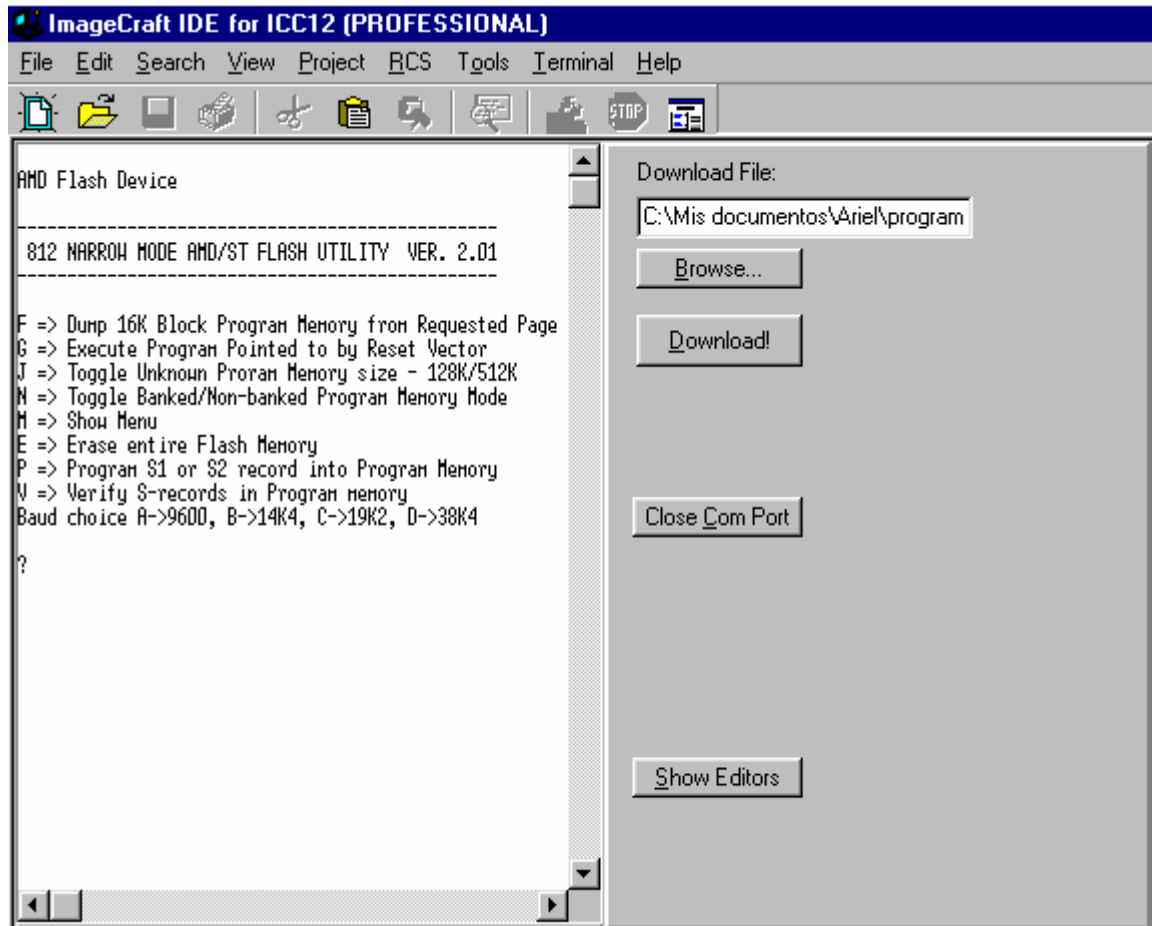 ImageCraft IDE for ICC12 (PROFESSIONAL)
File Edit Search View Project RCS Tools Terminal Help
STOP
AMD Flash Device
-----------------------------------------------
812 NARROW MODE AMD/ST FLASH UTILITY VER. 2.01
-----------------------------------------------
F => Dump 16K Block Program Memory from Requested Page
G => Execute Program Pointed to by Reset Vector
J => Toggle Unknown Proram Memory size - 128K/512K
N => Toggle Banked/Non-banked Program Memory Mode
M => Show Menu
E => Erase entire Flash Memory
P => Program S1 or S2 record into Program Memory
V => Verify S-records in Program memory
Baud choice A->9600, B->14K4, C->19K2, D->38K4
?
Download File:
C:\Mis documentos\Ariel\program
Browse...
Download!
Close Com Port
Show Editors